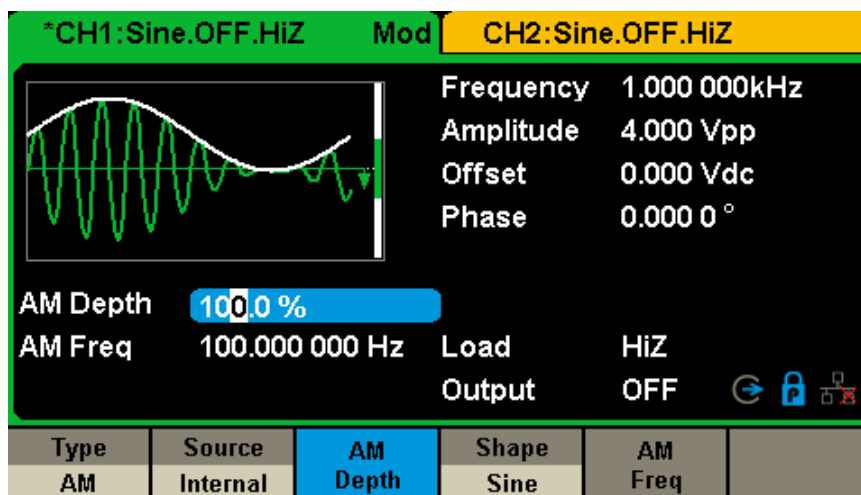 *CH1:Sine.OFF.HiZ Mod
CH2:Sine.OFF.HiZ
Frequency 1.000 000kHz
Amplitude 4.000 Vpp
Offset 0.000 Vdc
Phase 0.000 0 °
AM Depth 100.0 %
AM Freq 100.000 000 Hz
Load HiZ
Output OFF
P
Type
AM
Source
Internal
AM
Depth
Shape
Sine
AM
Freq